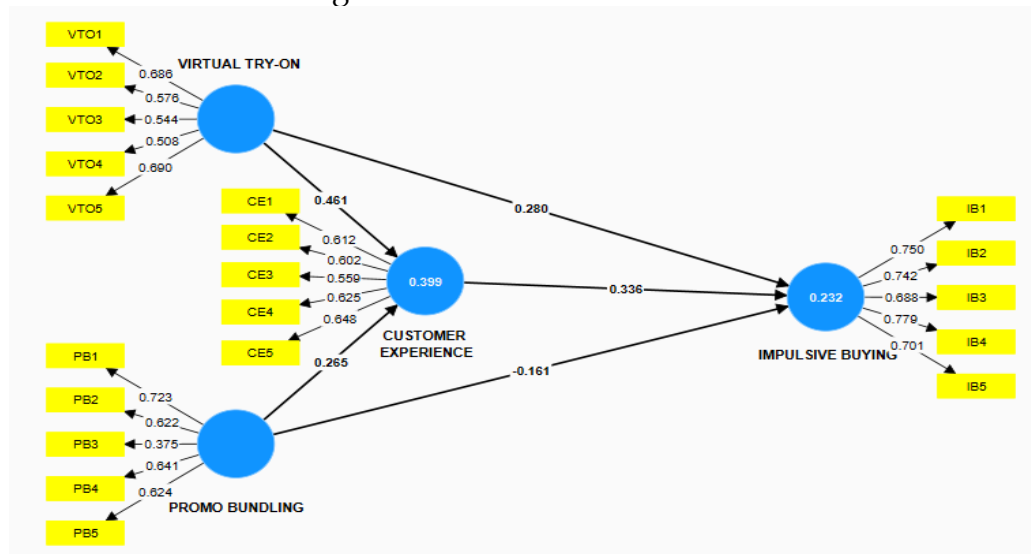 VTO1
VTO2
VTO3
VTO4
VTO5
0.686
0.576
0.544
0.508
0.690
VIRTUAL TRY-ON
0.461
0.280
CE1
CE2
CE3
CE4
CE5
0.612
0.602
0.559
0.625
0.648
0.399
CUSTOMER
EXPERIENCE
0.336
0.265
-0.161
PB1
PB2
PB3
PB4
PB5
0.723
0.622
0.375
0.641
0.624
PROMO BUNDLING
0.232
IMPULSIVE BUYING
0.750
0.742
0.688
0.779
0.701
IB1
IB2
IB3
IB4
IB5